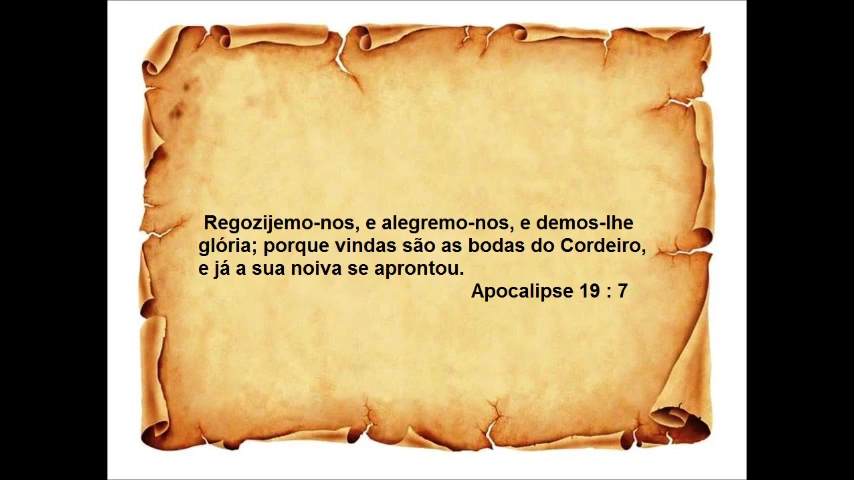 Regozijemo-nos, e alegremo-nos, e demos-lhe
glória; porque vindas são as bodas do Cordeiro,
e já a sua noiva se aprontou.
Apocalipse 19 : 7